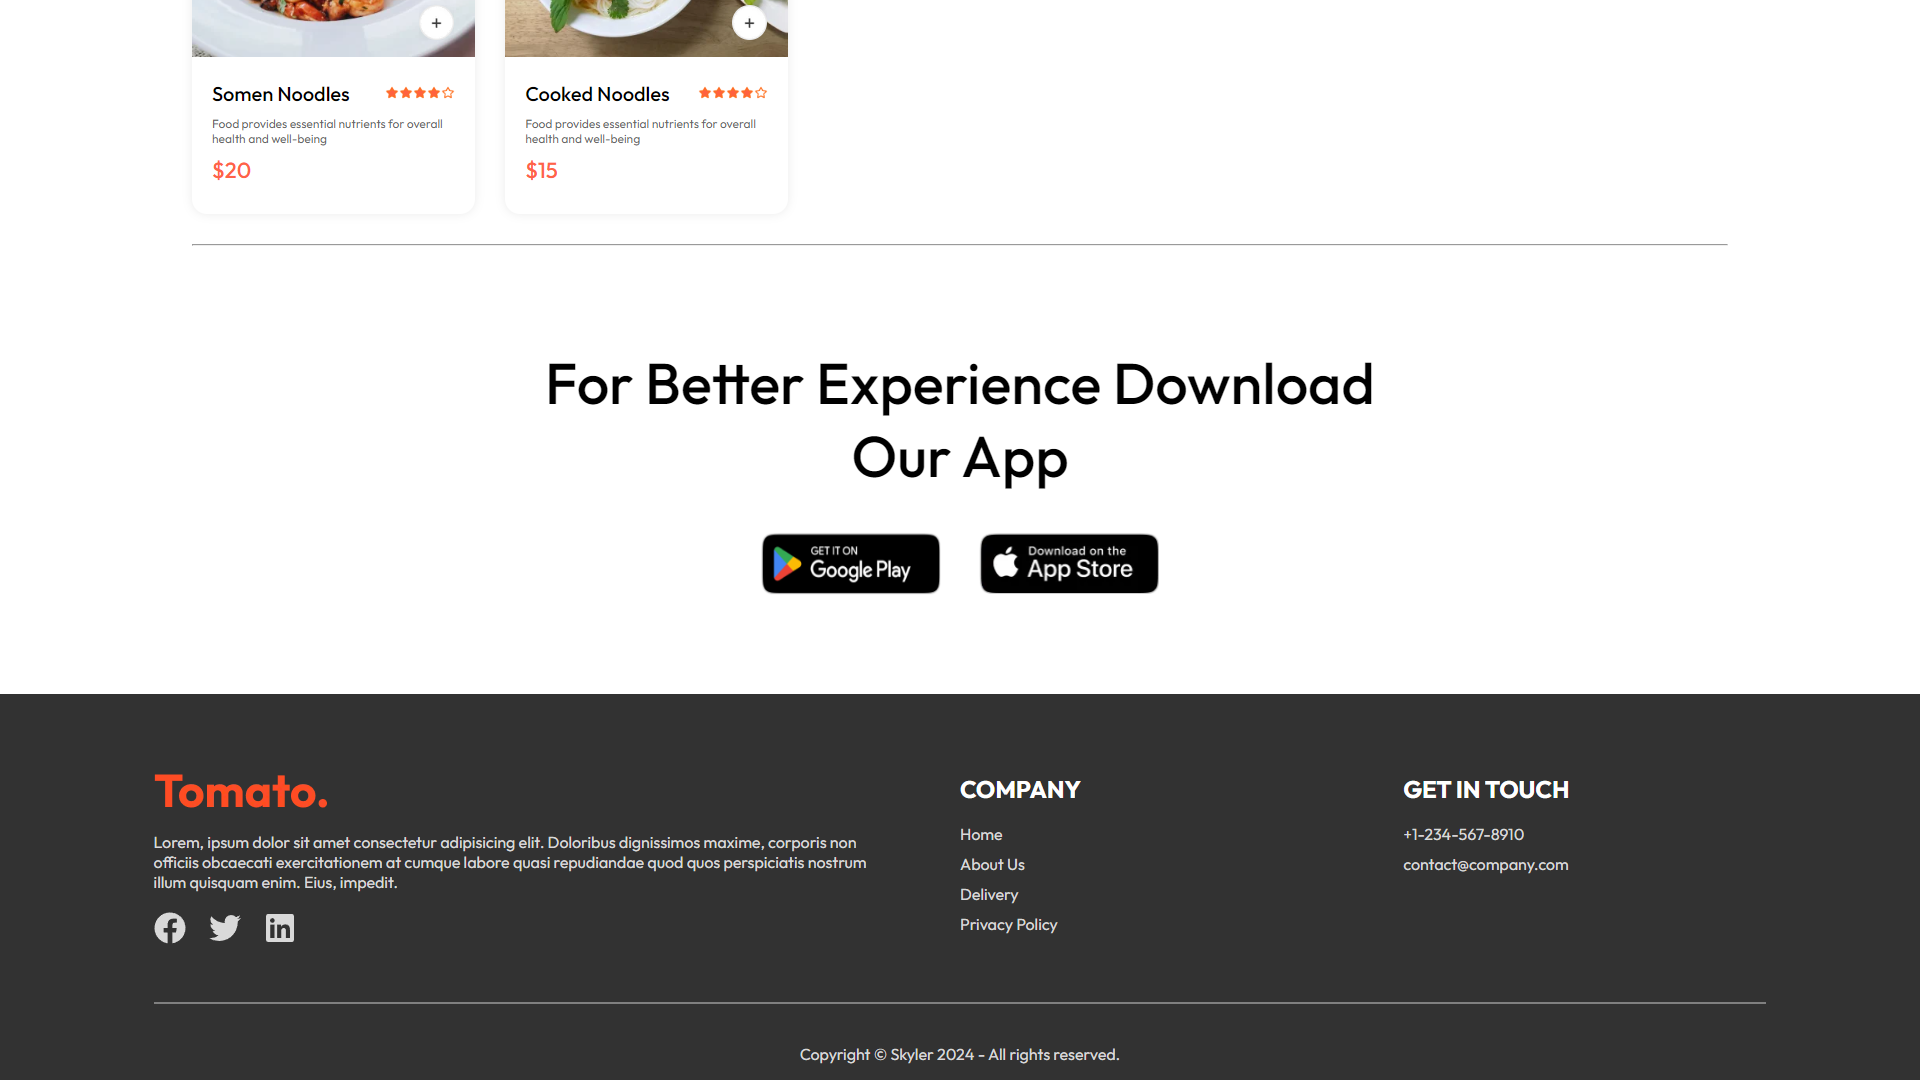 Somen Noodles
Food provides essential nutrients for overall
health and well-being
$20
Cooked Noodles
Food provides essential nutrients for overall
health and well-being
$15
For Better Experience Download
Our App
GET IT ON
Google Play
Download on the
App Store
Tomato.
Lorem, ipsum dolor sit amet consectetur adipisicing elit. Doloribus dignissimos maxime, corporis non
officiis obcaecati exercitationem at cumque labore quasi repudiandae quod quos perspiciatis nostrum
illum quisquam enim. Eius, impedit.
COMPANY
Home
About Us
Delivery
Privacy Policy
GET IN TOUCH
+1-234-567-8910
contact@company.com
Copyright © Skyler 2024 - All rights reserved.